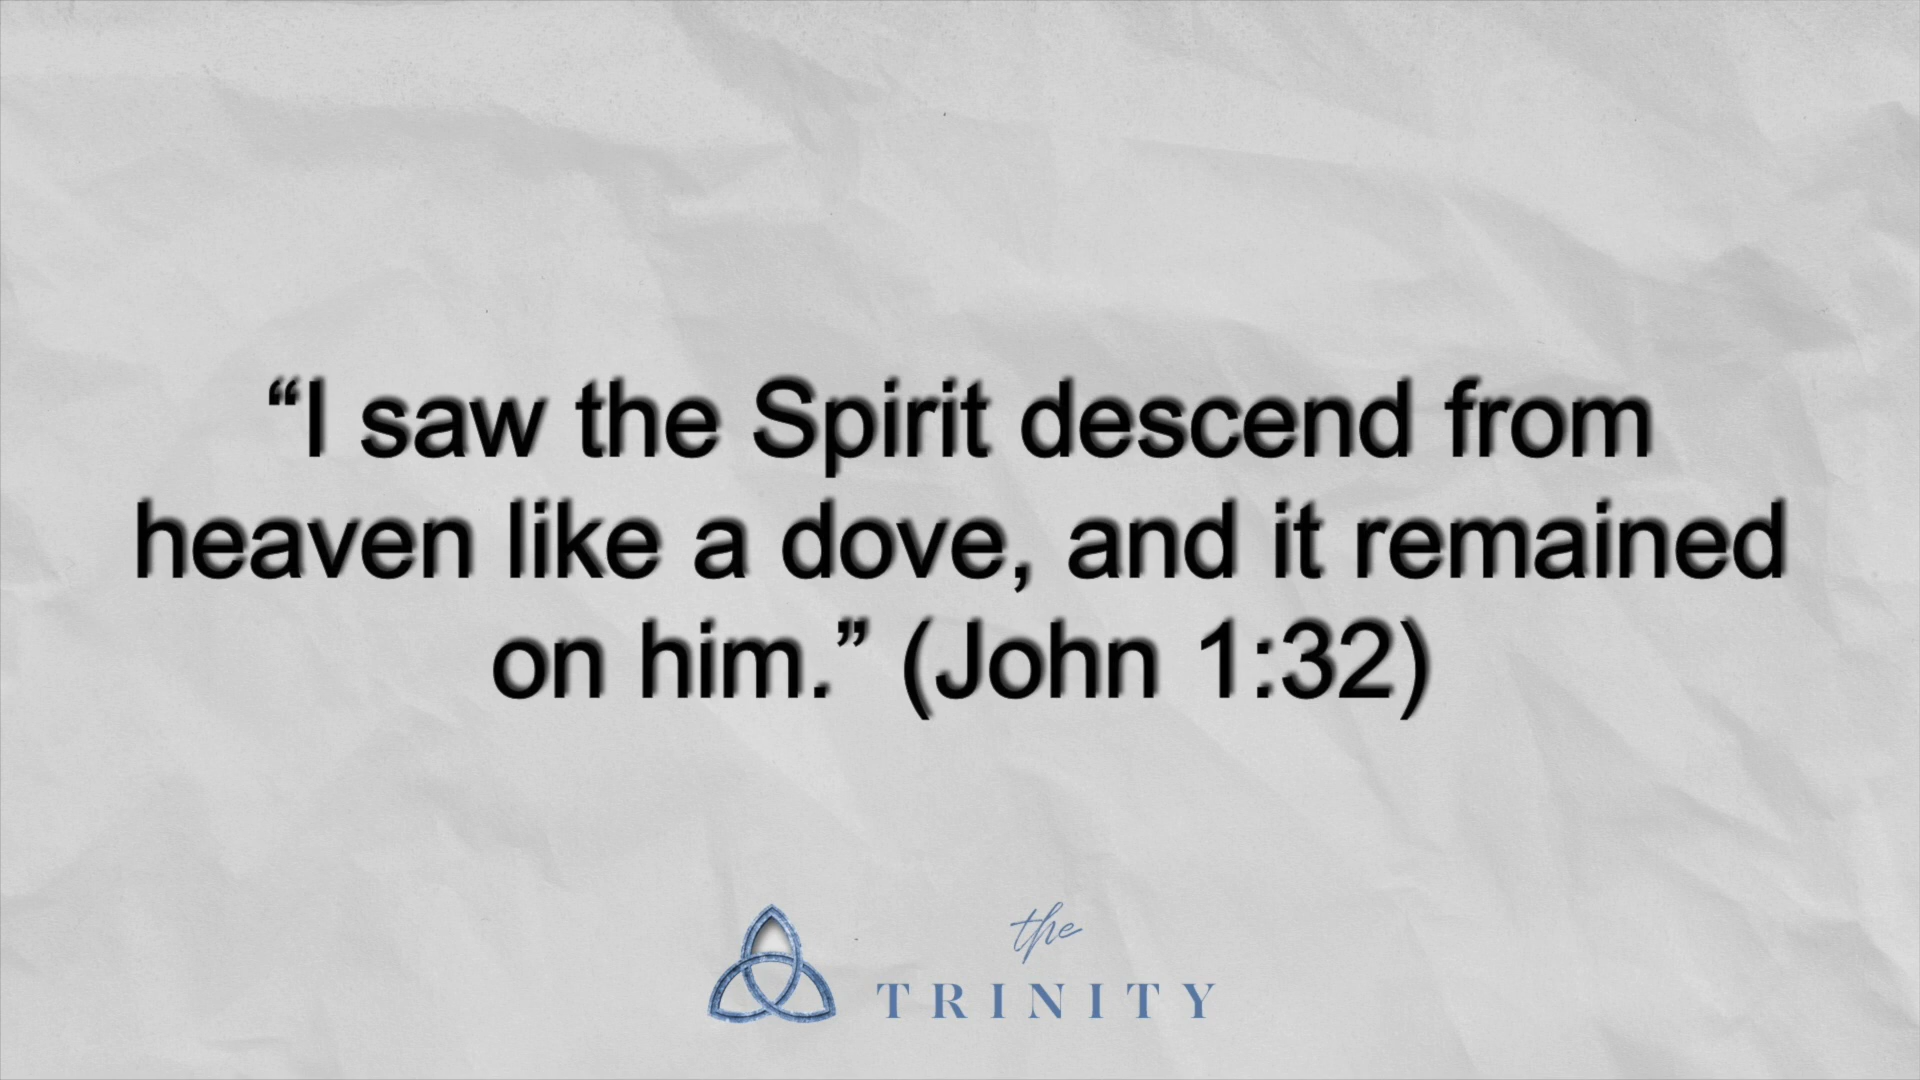 “I saw the Spirit descend from
heaven like a dove, and it remained
on him.” (John 1:32)
the
TRINITY